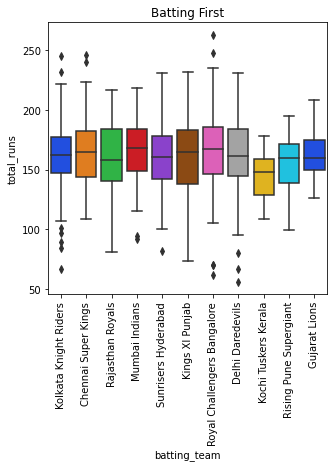 Batting First
total_runs
250
200
150
100
50
Kolkata Knight Riders
Chennai Super Kings
Rajasthan Royals
Mumbai Indians
Sunrisers Hyderabad
Kings XI Punjab
Royal Challengers Bangalore
Delhi Daredevils
Kochi Tuskers Kerala
Rising Pune Supergiant
Gujarat Lions
batting_team